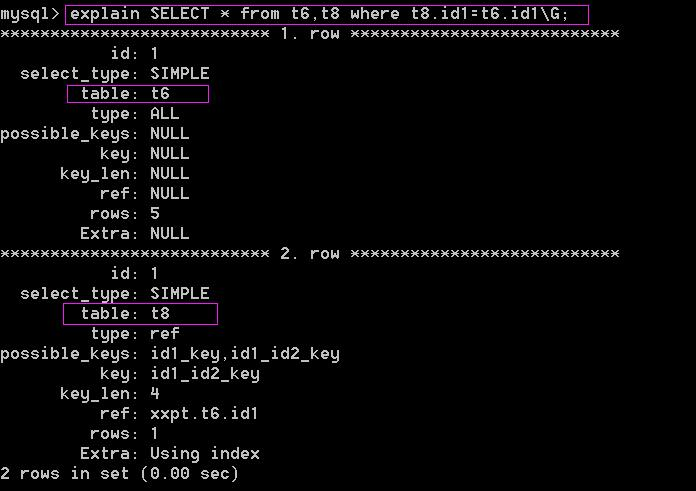 mysql> explain SELECT * from t6,t8 where t8.id1=t6.id1\G;
*************************** 1. row ***************************
id: 1
select_type: SIMPLE
table: t6
type: ALL
possible_keys: NULL
key: NULL
key_len: NULL
ref: NULL
rows: 5
Extra: NULL
*************************** 2. row ***************************
id: 1
select_type: SIMPLE
table: t8
type: ref
possible_keys: id1_key,id1_id2_key
key: id1_id2_key
key_len: 4
ref: xxpt.t6.id1
rows: 1
Extra: Using index
2 rows in set (0.00 sec)